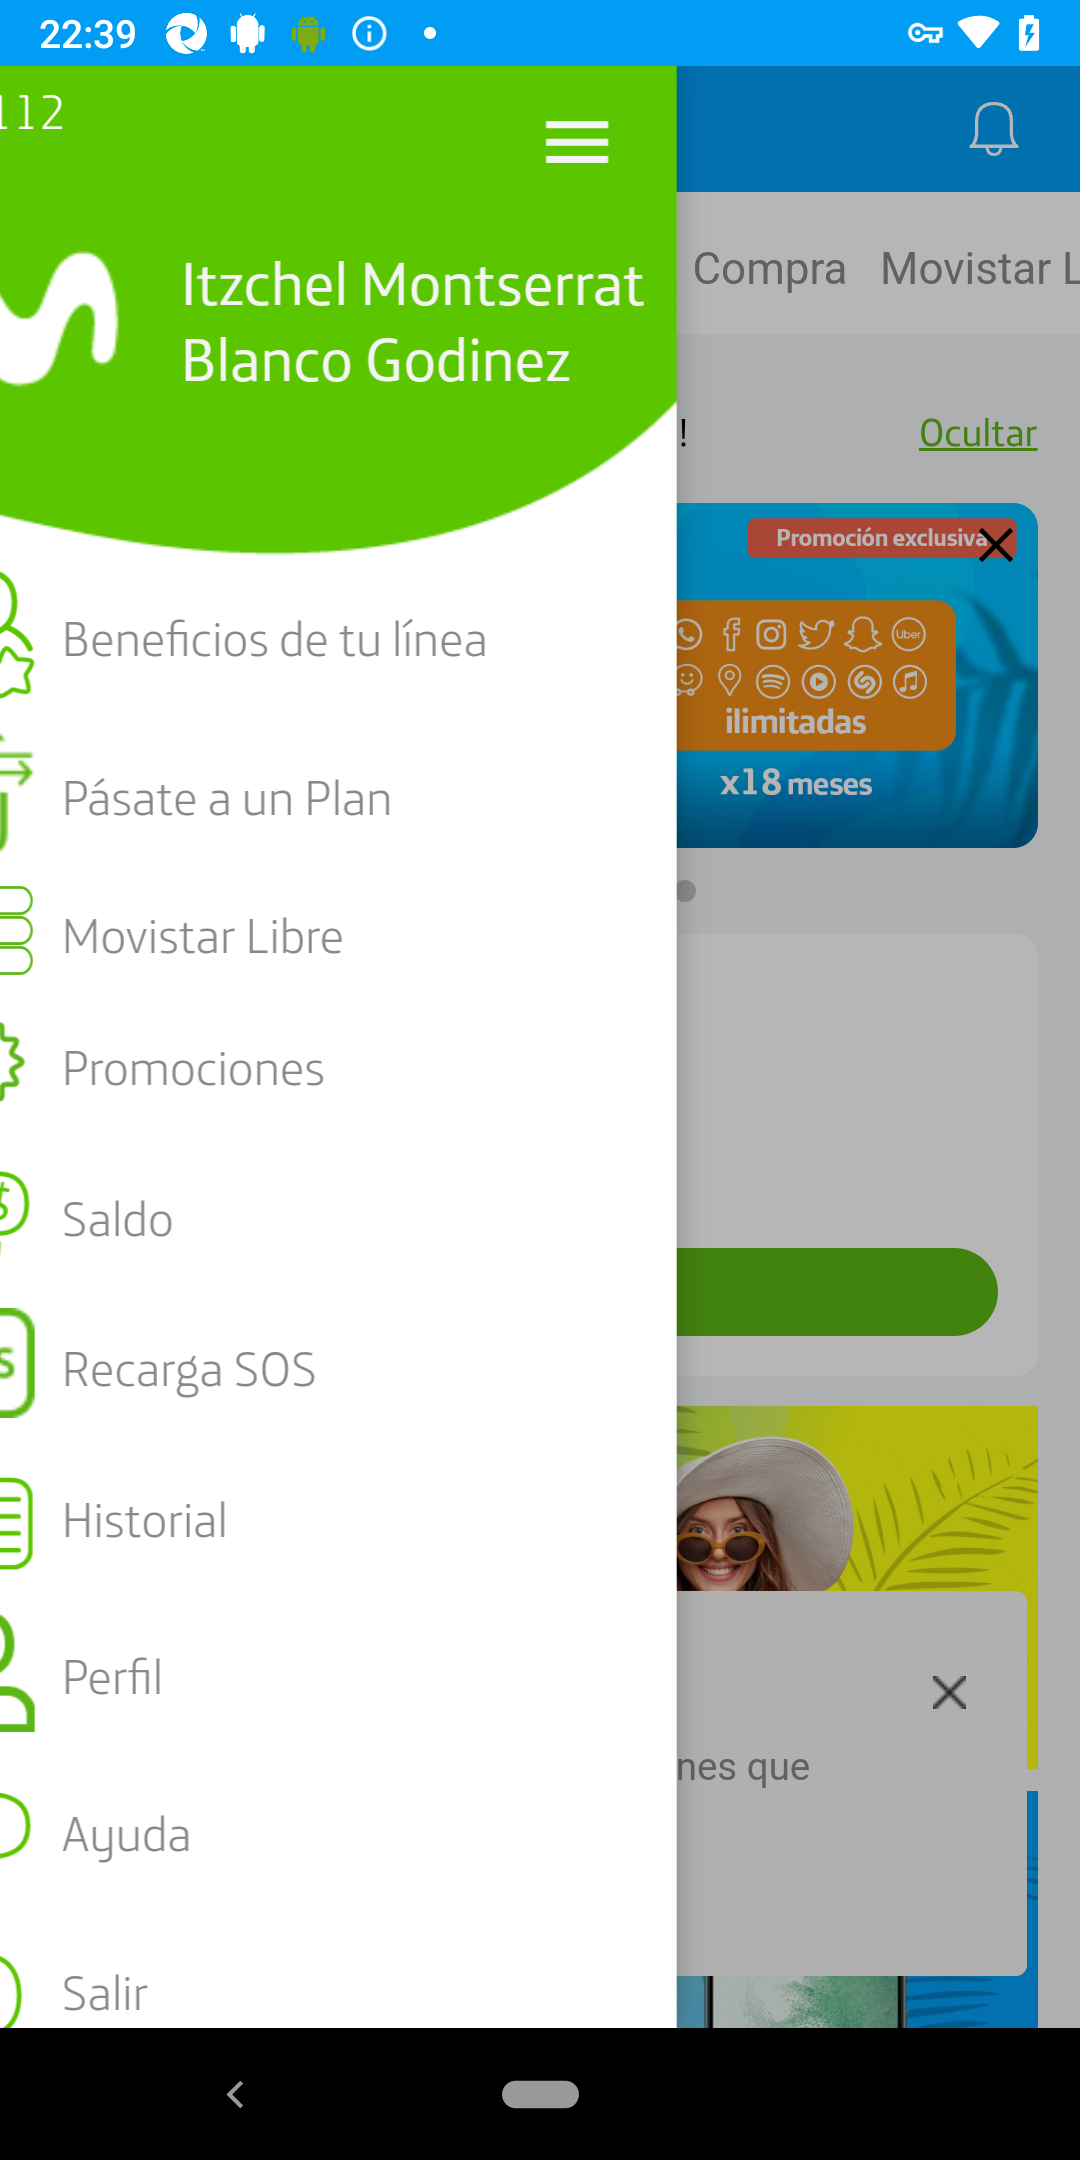 22:39
112
Itzchel Montserrat
Blanco Godinez
Compra Movistar L
! Ocultar
Promoción exclusiva
Uber
ilimitadas
x18 meses
Beneficios de tu línea
Pásate a un Plan
Movistar Libre
Promociones
$
Saldo
S
Recarga SOS
Historial
Perfil
nes que
Ayuda
Salir